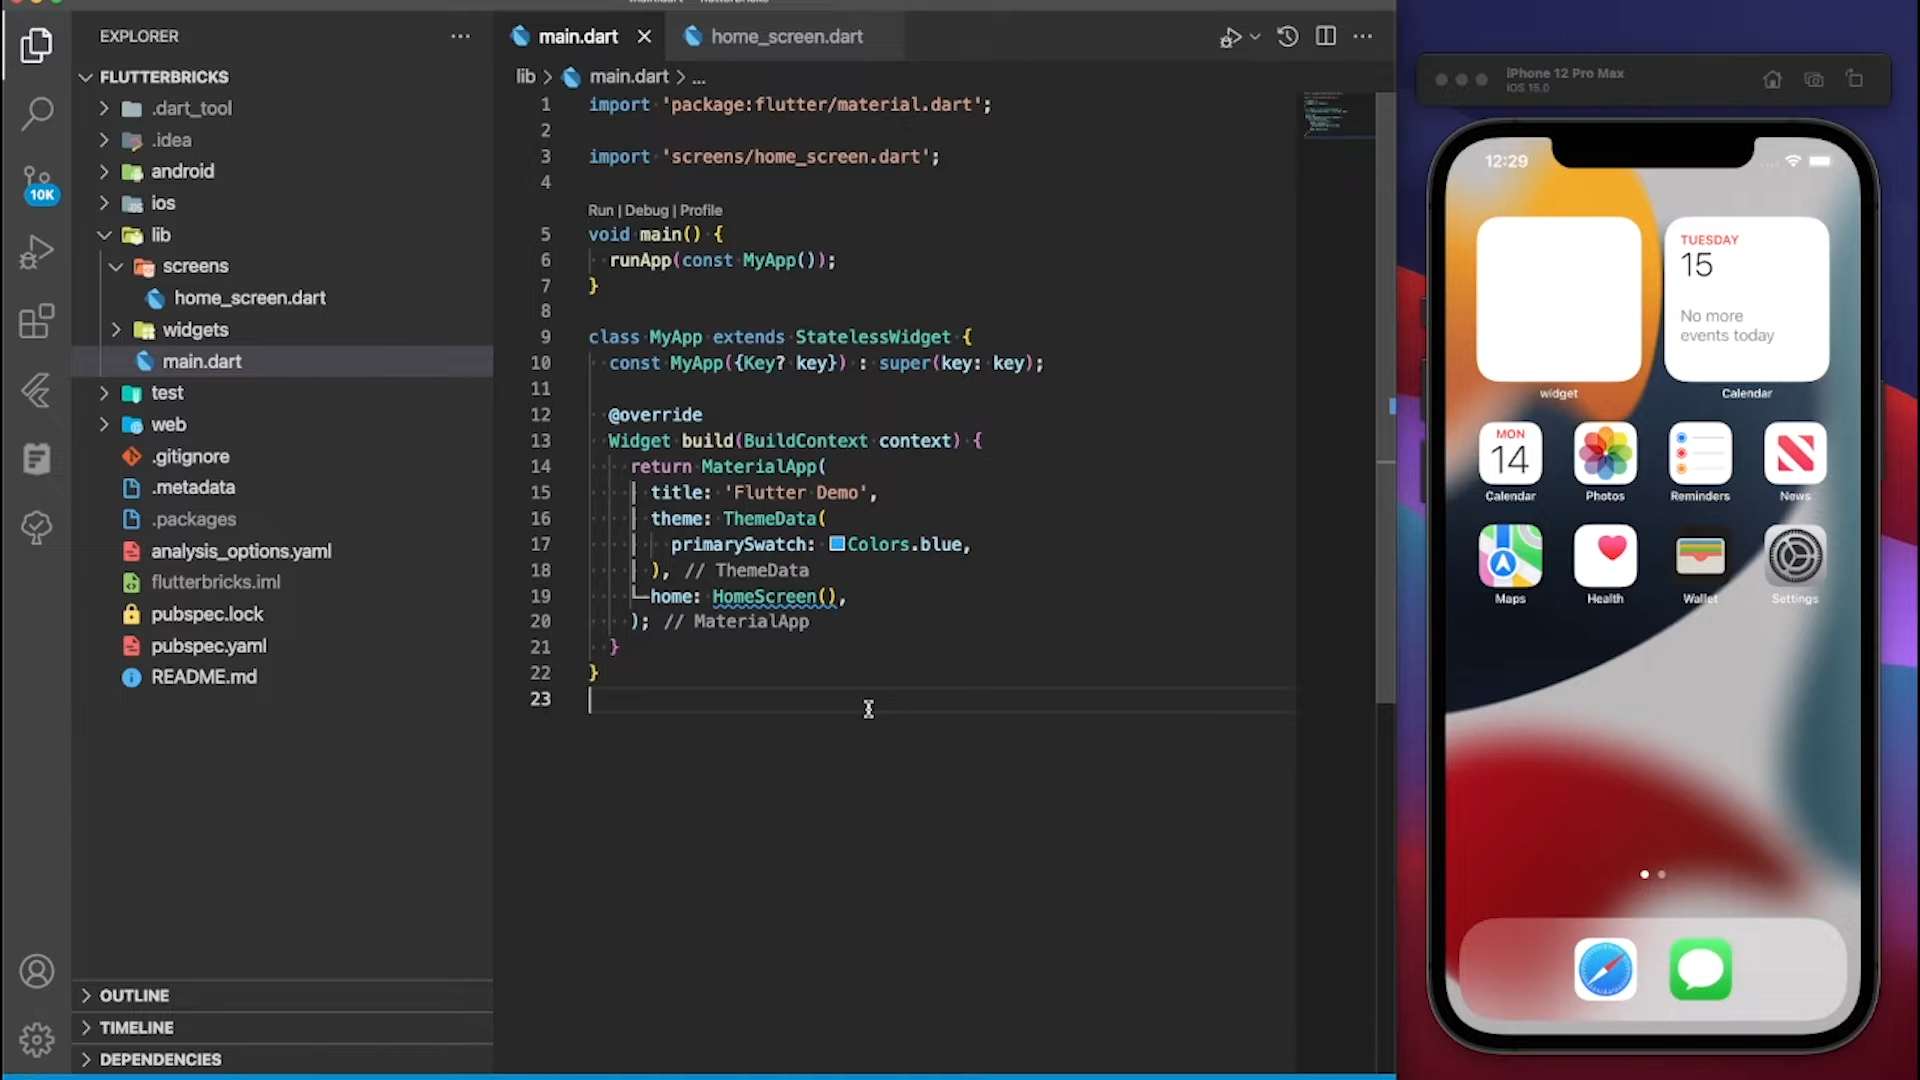 EXPLORER
FLUTTERBRICKS
.dart_tool
.idea
android
ios
lib
screens
home_screen.dart
widgets
main.dart
test
web
.gitignore
.metadata
.packages
analysis_options.yaml
flutterbricks.iml
pubspec.lock
pubspec.yaml
README.md
OUTLINE
TIMELINE
DEPENDENCIES
10K
main.dart
home_screen.dart
lib > main.dart > ...
1 import 'package:flutter/material.dart';
2
3 import 'screens/home_screen.dart';
4
Run | Debug | Profile
5 void main() {
6 runApp(const MyApp());
7 }
8
9 class MyApp extends StatelessWidget {
10 const MyApp({Key? key}) : super(key: key);
11
12 @override
13 Widget build(BuildContext context) {
14 return MaterialApp(
15 title: 'Flutter Demo',
16 theme: ThemeData(
17 primarySwatch: Colors.blue,
18 ), // ThemeData
19 home: HomeScreen(),
20 ); // MaterialApp
21 }
22 }
23
iPhone 12 Pro Max
iOS 15.0
12:29
TUESDAY
15
No more
events today
widget
Calendar
MON
14
Calendar
Photos
Reminders
News
Maps
Health
Wallet
Settings